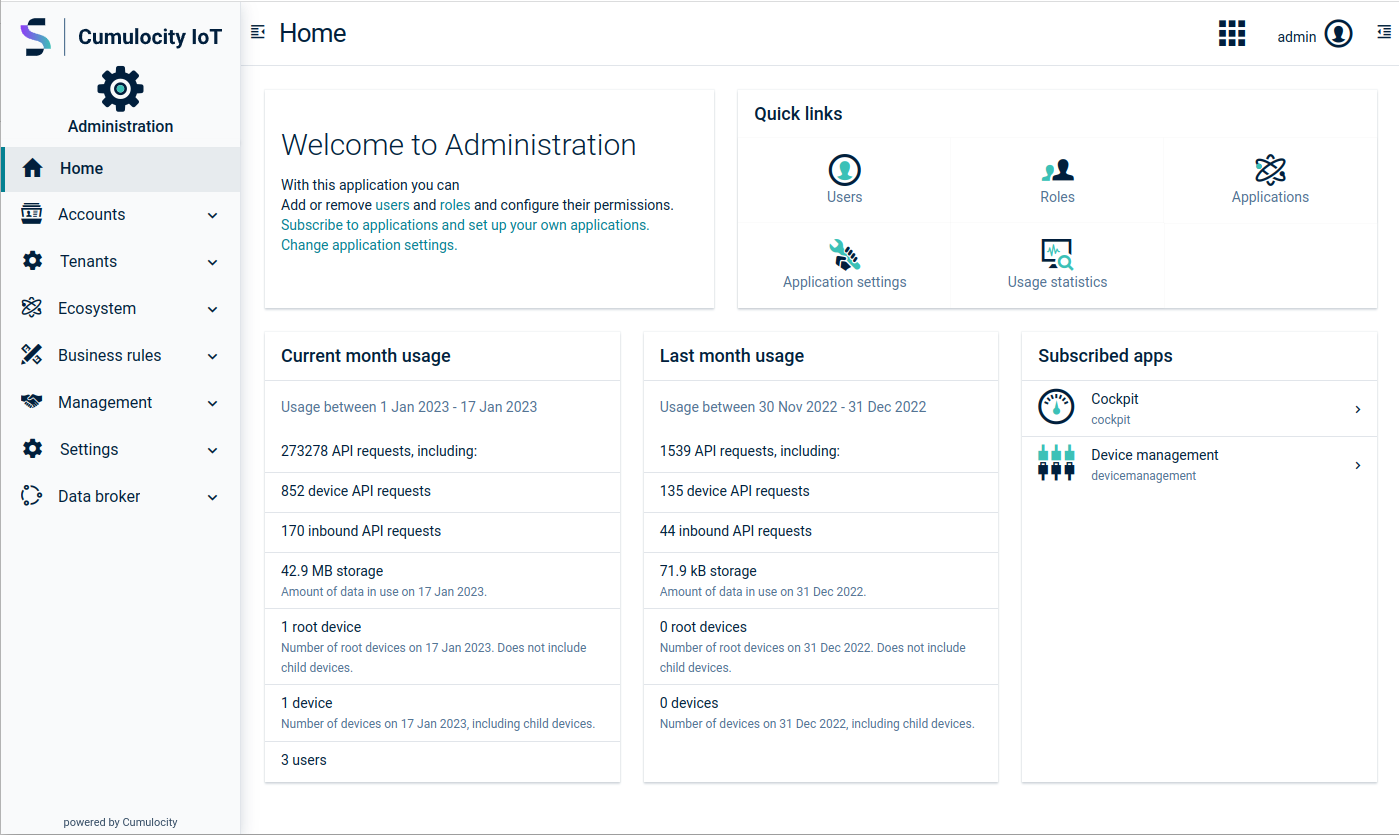 Cumulocity IoT
Administration
Home
Accounts
Tenants
Ecosystem
Business rules
Management
Settings
Data broker
powered by Cumulocity
Home
admin
Welcome to Administration
With this application you can
Add or remove users and roles and configure their permissions.
Subscribe to applications and set up your own applications.
Change application settings.
Quick links
Users
Roles
Applications
Application settings
Usage statistics
Current month usage
Usage between 1 Jan 2023 - 17 Jan 2023
273278 API requests, including:
852 device API requests
170 inbound API requests
42.9 MB storage
Amount of data in use on 17 Jan 2023.
1 root device
Number of root devices on 17 Jan 2023. Does not include
child devices.
1 device
Number of devices on 17 Jan 2023, including child devices.
3 users
Last month usage
Usage between 30 Nov 2022 - 31 Dec 2022
1539 API requests, including:
135 device API requests
44 inbound API requests
71.9 kB storage
Amount of data in use on 31 Dec 2022.
0 root devices
Number of root devices on 31 Dec 2022. Does not include
child devices.
0 devices
Number of devices on 31 Dec 2022, including child devices.
Subscribed apps
Cockpit
cockpit
Device management
devicemanagement